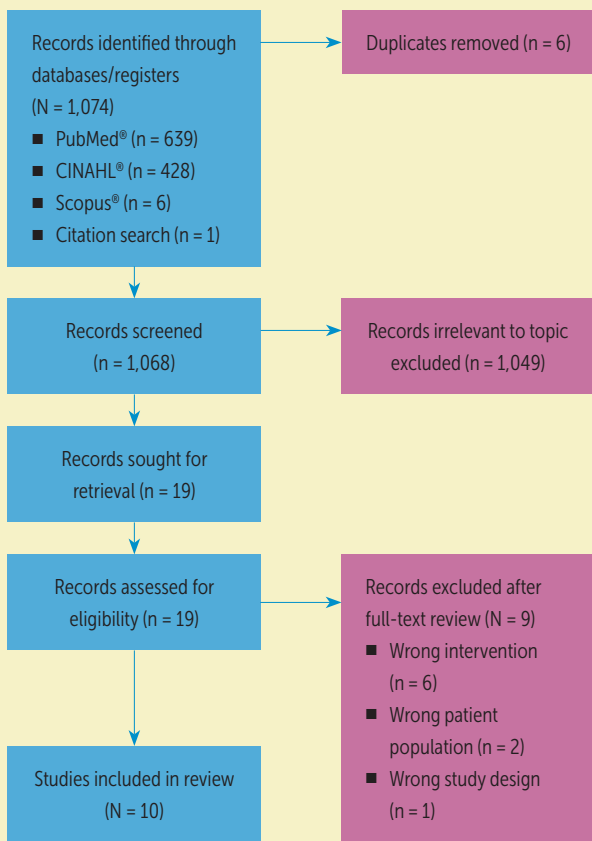 Records identified through
databases/registers
(N = 1,074)
■ PubMed® (n = 639)
■ CINAHL® (n = 428)
■ Scopus® (n = 6)
■ Citation search (n = 1)
Duplicates removed (n = 6)
Records screened
(n = 1,068)
Records irrelevant to topic
excluded (n = 1,049)
Records sought for
retrieval (n = 19)
Records assessed for
eligibility (n = 19)
Records excluded after
full-text review (N = 9)
■ Wrong intervention
(n = 6)
■ Wrong patient
population (n = 2)
■ Wrong study design
(n = 1)
Studies included in review
(N = 10)